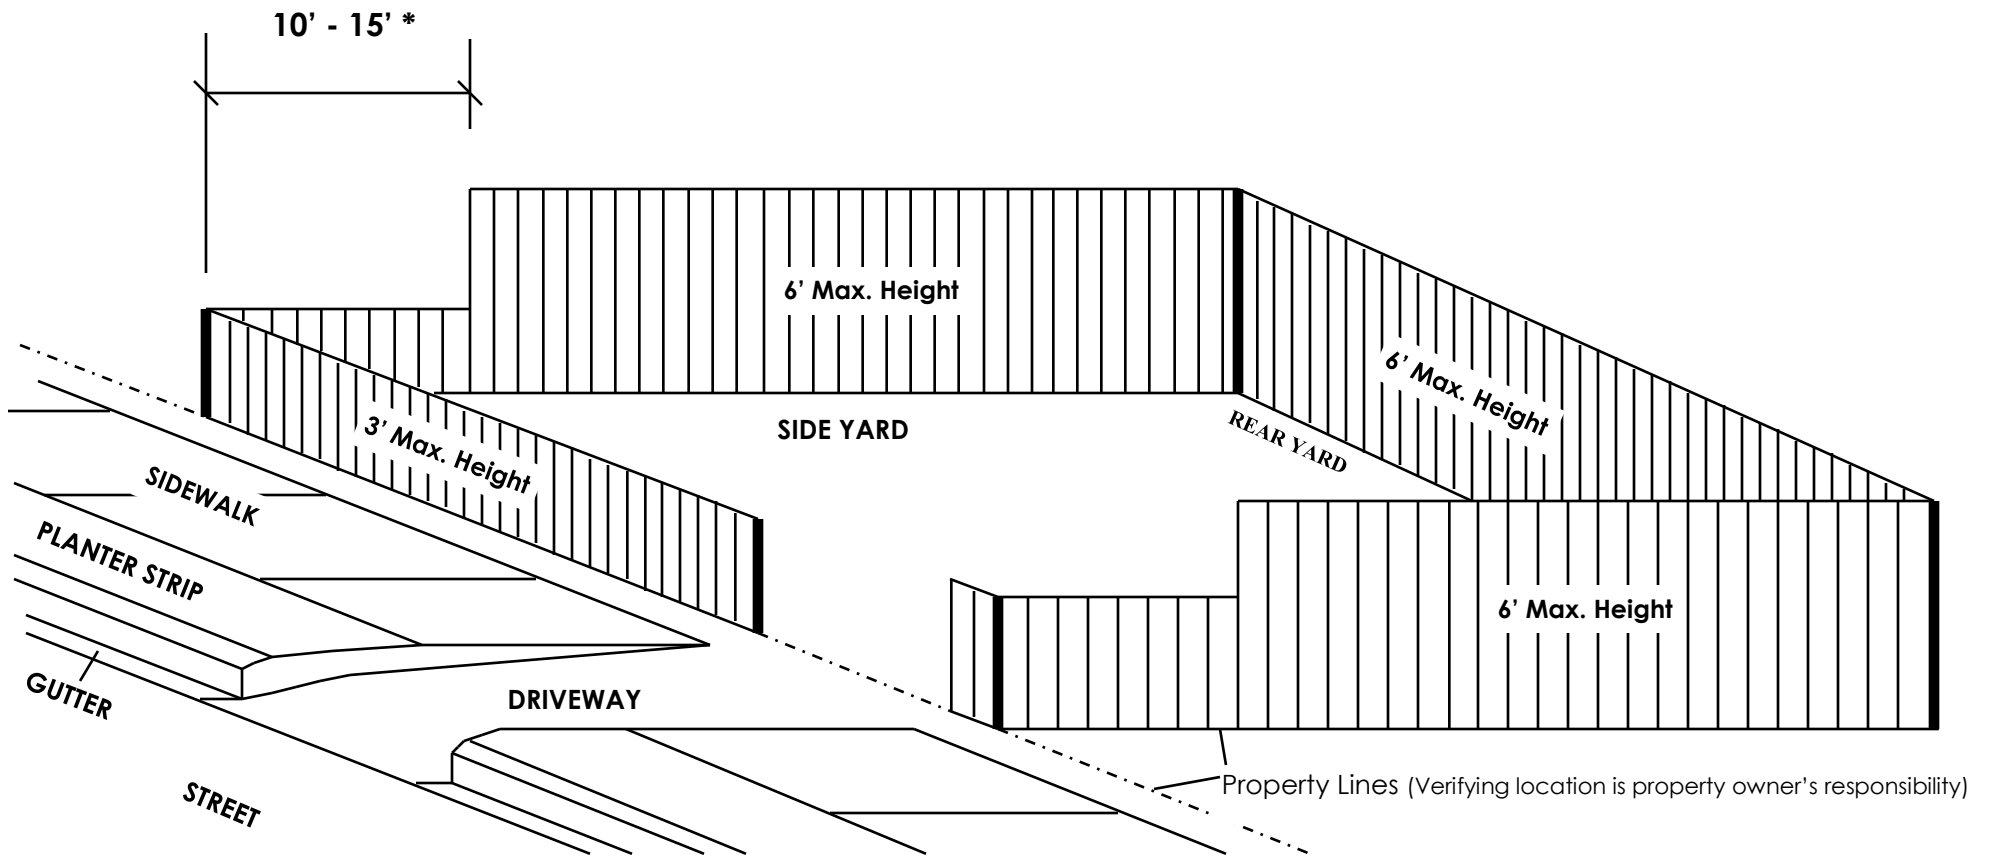 10’ - 15’ *
6’ Max. Height
6’ Max. Height
3’ Max. Height
SIDE YARD
REAR YARD
SIDEWALK
PLANTER STRIP
6’ Max. Height
GUTTER
DRIVEWAY
STREET
Property Lines (Verifying location is property owner’s responsibility)